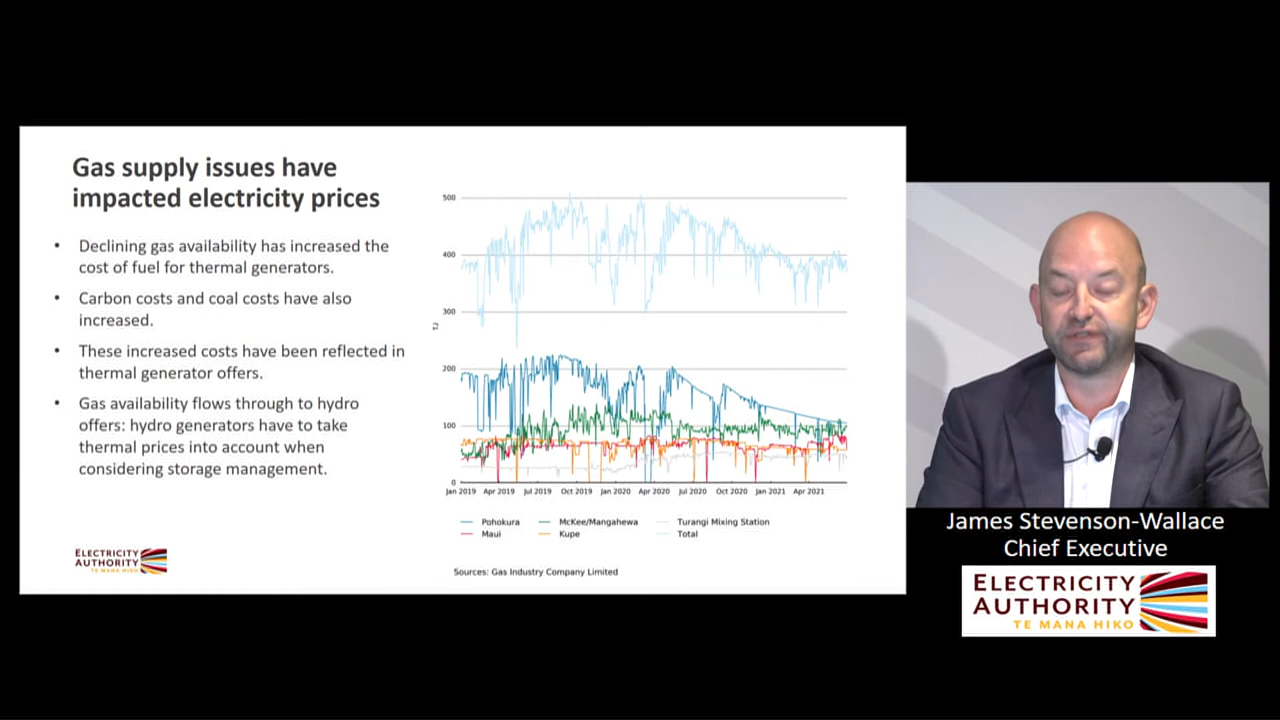 Gas supply issues have
impacted electricity prices
• Declining gas availability has increased the
cost of fuel for thermal generators.
• Carbon costs and coal costs have also
increased.
• These increased costs have been reflected in
thermal generator offers.
• Gas availability flows through to hydro
offers: hydro generators have to take
thermal prices into account when
considering storage management.
ELECTRICITY
AUTHORITY
TE MANA HIKO
500
400
300
TJ
200
100
0
Jan 2019 Apr 2019 Jul 2019 Oct 2019 Jan 2020 Apr 2020 Jul 2020 Oct 2020 Jan 2021 Apr 2021
Pohokura McKee/Mangahewa Turangi Mixing Station
Maui Kupe Total
Sources: Gas Industry Company Limited
James Stevenson-Wallace
Chief Executive
ELECTRICITY
AUTHORITY
TE MANA HIKO